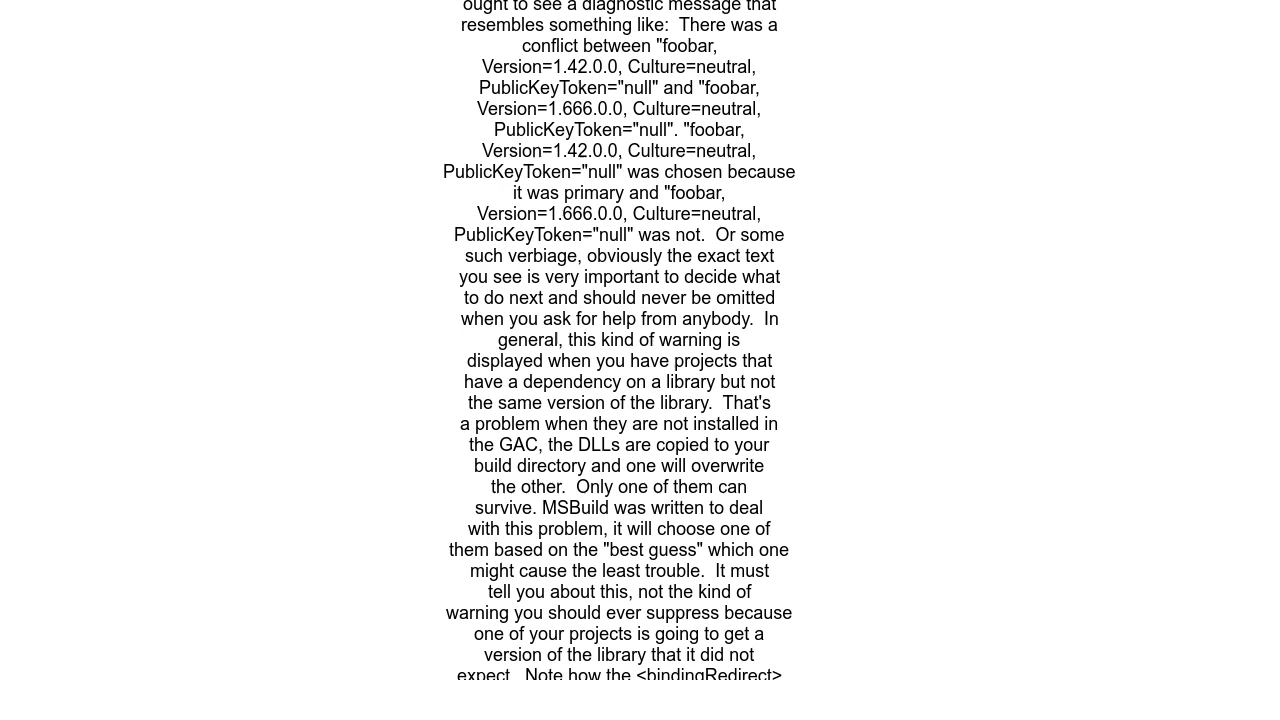 ought to see a diagnostic message that
resembles something like:  There was a
conflict between "foobar,
Version=1.42.0.0, Culture=neutral,
PublicKeyToken="null" and "foobar,
Version=1.666.0.0, Culture=neutral,
PublicKeyToken="null". "foobar,
Version=1.42.0.0, Culture=neutral,
PublicKeyToken="null" was chosen because
it was primary and "foobar,
Version=1.666.0.0, Culture=neutral,
PublicKeyToken="null" was not.  Or some
such verbiage, obviously the exact text
you see is very important to decide what
to do next and should never be omitted
when you ask for help from anybody.  In
general, this kind of warning is
displayed when you have projects that
have a dependency on a library but not
the same version of the library.  That's
a problem when they are not installed in
the GAC, the DLLs are copied to your
build directory and one will overwrite
the other.  Only one of them can
survive. MSBuild was written to deal
with this problem, it will choose one of
them based on the "best guess" which one
might cause the least trouble.  It must
tell you about this, not the kind of
warning you should ever suppress because
one of your projects is going to get a
version of the library that it did not
expect.  Note how the <bindingRedirect>